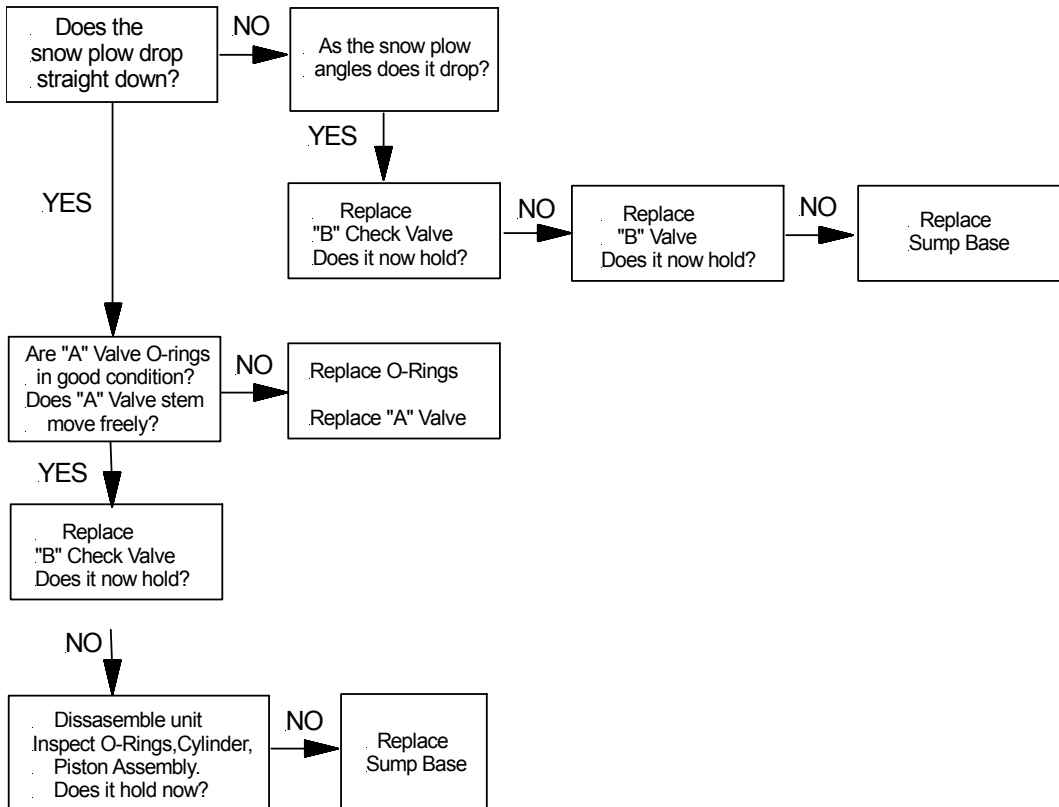 Does the
snow plow drop
straight down?
NO
As the snow plow
angles does it drop?
YES
YES
Replace
"B" Check Valve
Does it now hold?
NO
Replace
"B" Valve
Does it now hold?
NO
Replace
Sump Base
Are "A" Valve O-rings
in good condition?
Does "A" Valve stem
move freely?
NO
Replace O-Rings
Replace "A" Valve
YES
Replace
"B" Check Valve
Does it now hold?
NO
Dissasemble unit
Inspect O-Rings,Cylinder,
Piston Assembly.
Does it hold now?
NO
Replace
Sump Base